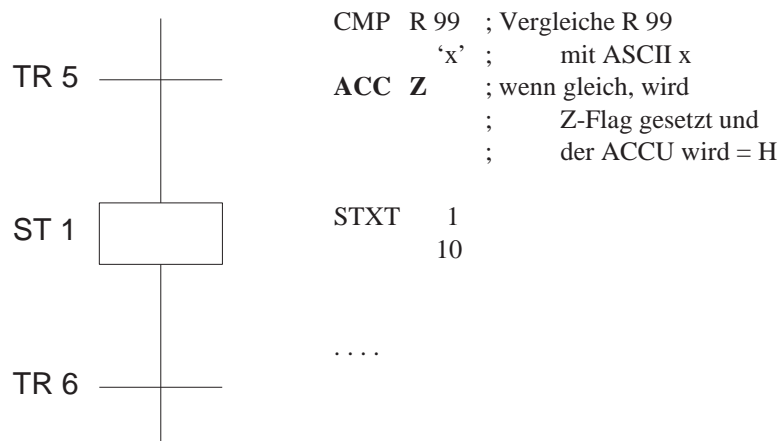 CMP R 99 ; Vergleiche R 99
‘x’ ; mit ASCII x
TR 5
ACC Z ; wenn gleich, wird
; Z-Flag gesetzt und
; der ACCU wird = H
ST 1
STXT 1
10
. . . .
TR 6